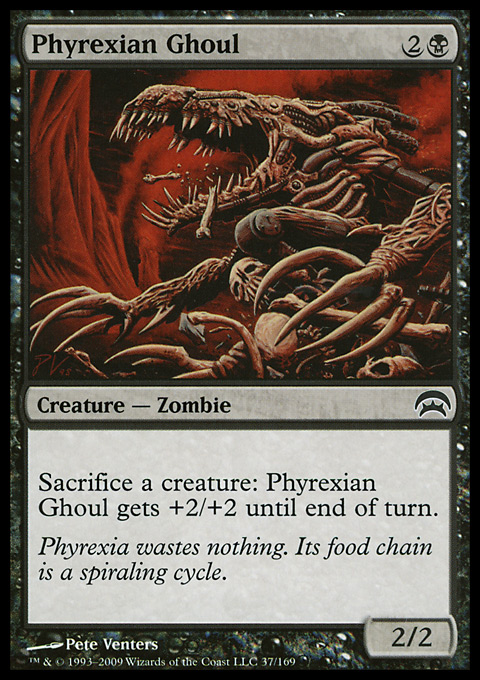 Phyrexian Ghoul 2
Creature — Zombie
Sacrifice a creature: Phyrexian
Ghoul gets +2/+2 until end of turn.
Phyrexia wastes nothing. Its food chain
is a spiraling cycle.
2/2
Pete Venters
™ & © 1993–2009 Wizards of the Coast LLC 37/169